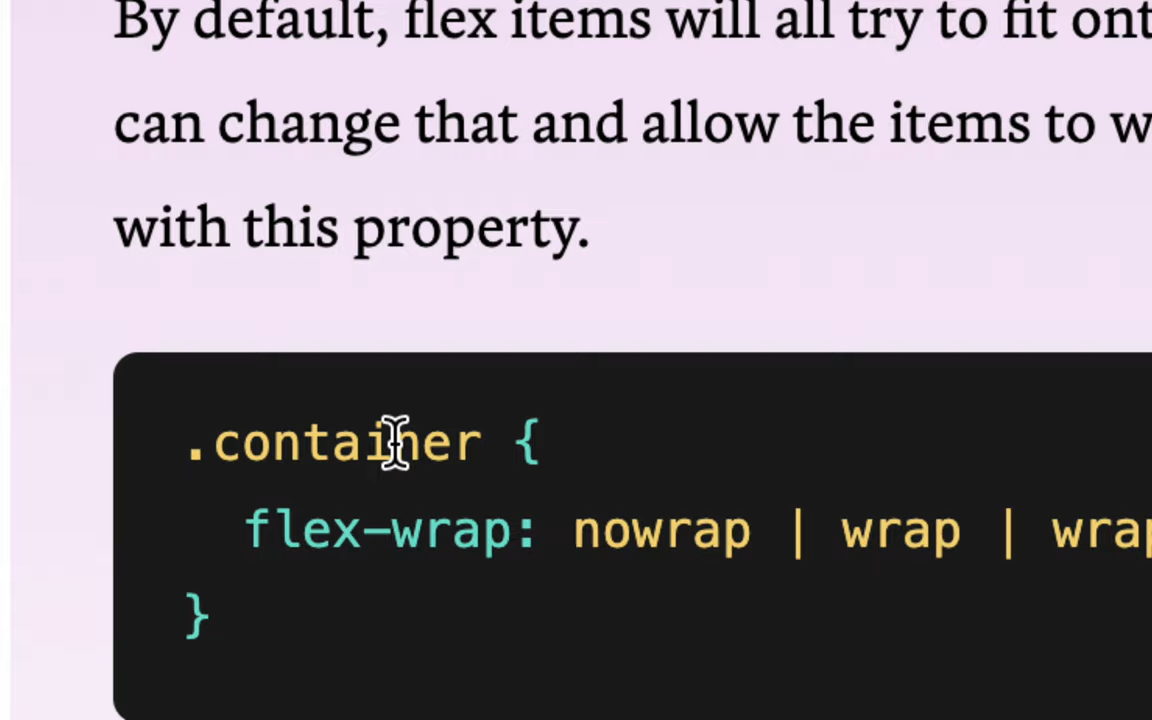 By default, flex items will all try to fit ont
can change that and allow the items to w
with this property.
.container {
flex-wrap: nowrap | wrap | wrap
}